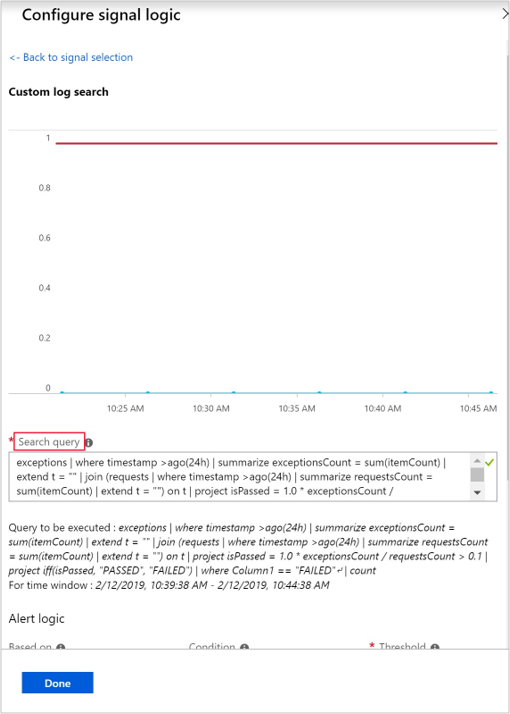 Configure signal logic
<- Back to signal selection
Custom log search
1
0.8
0.6
0.4
0.2
0
10:25 AM
10:30 AM
10:35 AM
10:40 AM
10:45 AM
* Search query
exceptions | where timestamp >ago(24h) | summarize exceptionsCount = sum(itemCount) |
extend t = "" | join (requests | where timestamp >ago(24h) | summarize requestsCount =
sum(itemCount) | extend t = "") on t | project isPassed = 1.0 * exceptionsCount /
Query to be executed : exceptions | where timestamp >ago(24h) | summarize exceptionsCount =
sum(itemCount) | extend t = "" | join (requests | where timestamp >ago(24h) | summarize requestsCount
= sum(itemCount) | extend t = "") on t | project isPassed = 1.0 * exceptionsCount / requestsCount > 0.1 |
project iff(isPassed, "PASSED", "FAILED") | where Column1 == "FAILED"↵| count
For time window : 2/12/2019, 10:39:38 AM - 2/12/2019, 10:44:38 AM
Alert logic
Based on
Condition
* Threshold
Done